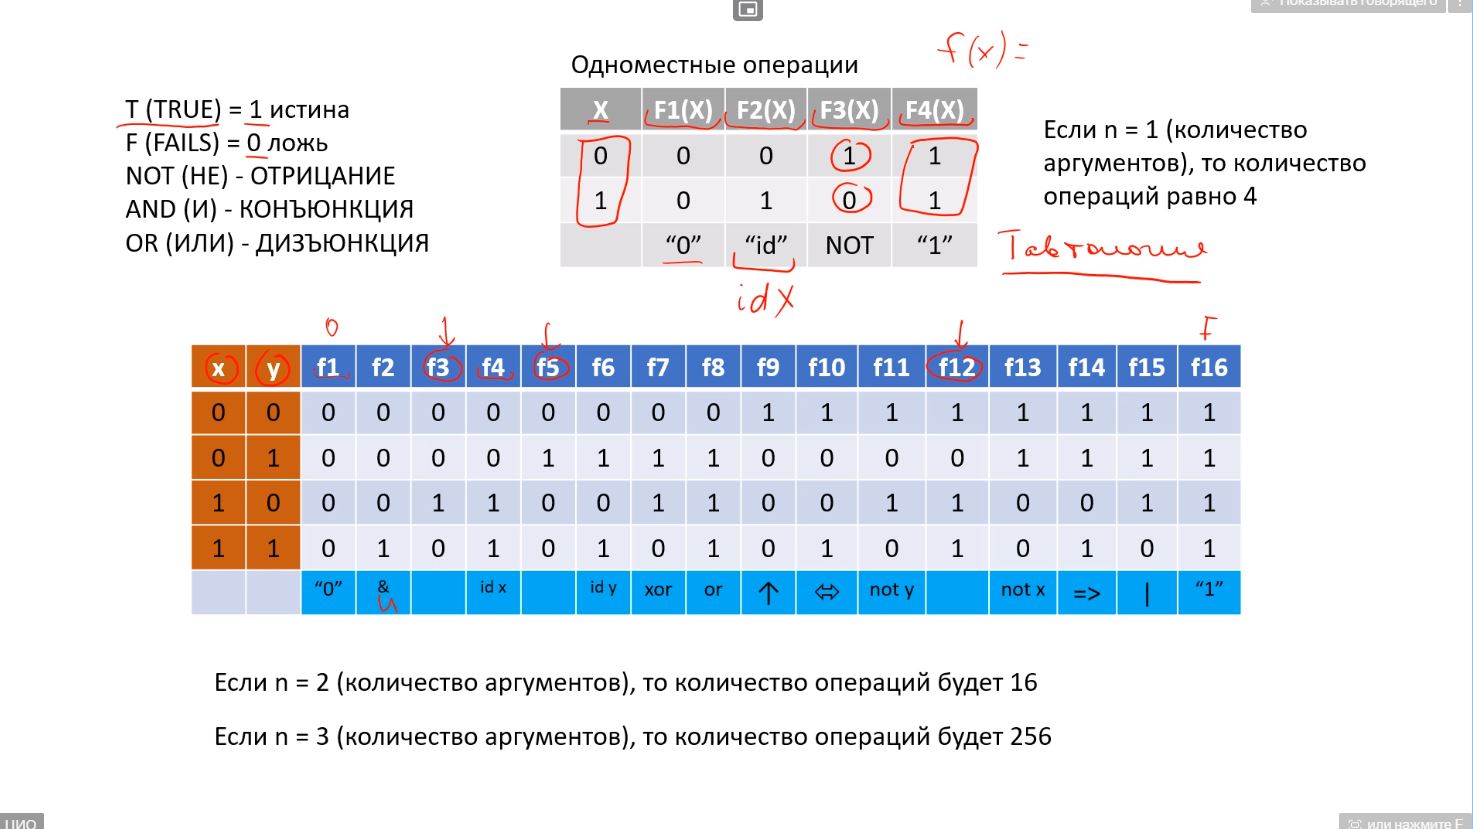 Показывать говорящего
f(x) =
Одноместные операции
T (TRUE) = 1 истина
F (FAILS) = 0 ложь
NOT (НЕ) - ОТРИЦАНИЕ
AND (И) - КОНЪЮНКЦИЯ
OR (ИЛИ) - ДИЗЪЮНКЦИЯ
X F1(X) F2(X) F3(X) F4(X)
0 0 0 1 1
1 0 1 0 1
“0” “id” NOT “1”
id X
Если n = 1 (количество
аргументов), то количество
операций равно 4
Тавтология
0 F
x y f1 f2 f3 f4 f5 f6 f7 f8 f9 f10 f11 f12 f13 f14 f15 f16
0 0 0 0 0 0 0 0 0 0 1 1 1 1 1 1 1 1
0 1 0 0 0 0 1 1 1 1 0 0 0 0 1 1 1 1
1 0 0 0 1 1 0 0 1 1 0 0 1 1 0 0 1 1
1 1 0 1 0 1 0 1 0 1 0 1 0 1 0 1 0 1
“0” & id x id y xor or ↑ ⇔ not y not x => | “1”
и
Если n = 2 (количество аргументов), то количество операций будет 16
Если n = 3 (количество аргументов), то количество операций будет 256
ЦИО
или нажмите F